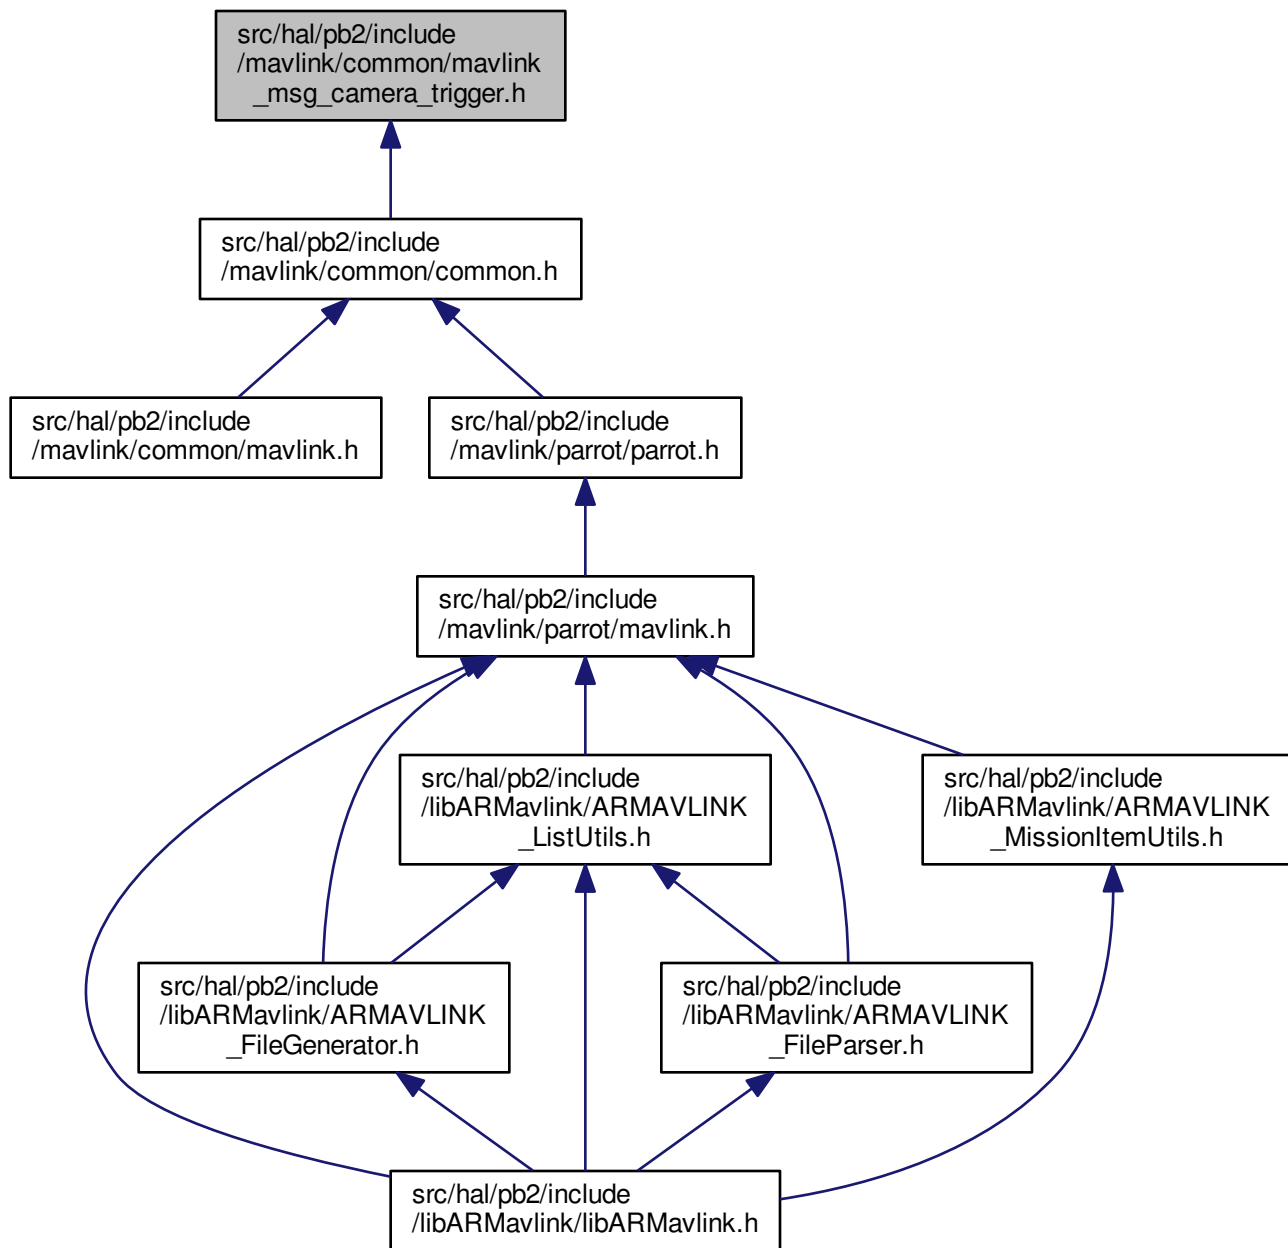 src/hal/pb2/include
/mavlink/common/mavlink
_msg_camera_trigger.h
src/hal/pb2/include
/mavlink/common/common.h
src/hal/pb2/include
/mavlink/common/mavlink.h
src/hal/pb2/include
/mavlink/parrot/parrot.h
src/hal/pb2/include
/mavlink/parrot/mavlink.h
src/hal/pb2/include
/libARMavlink/ARMAVLINK
_ListUtils.h
src/hal/pb2/include
/libARMavlink/ARMAVLINK
_MissionItemUtils.h
src/hal/pb2/include
/libARMavlink/ARMAVLINK
_FileGenerator.h
src/hal/pb2/include
/libARMavlink/ARMAVLINK
_FileParser.h
src/hal/pb2/include
/libARMavlink/libARMavlink.h